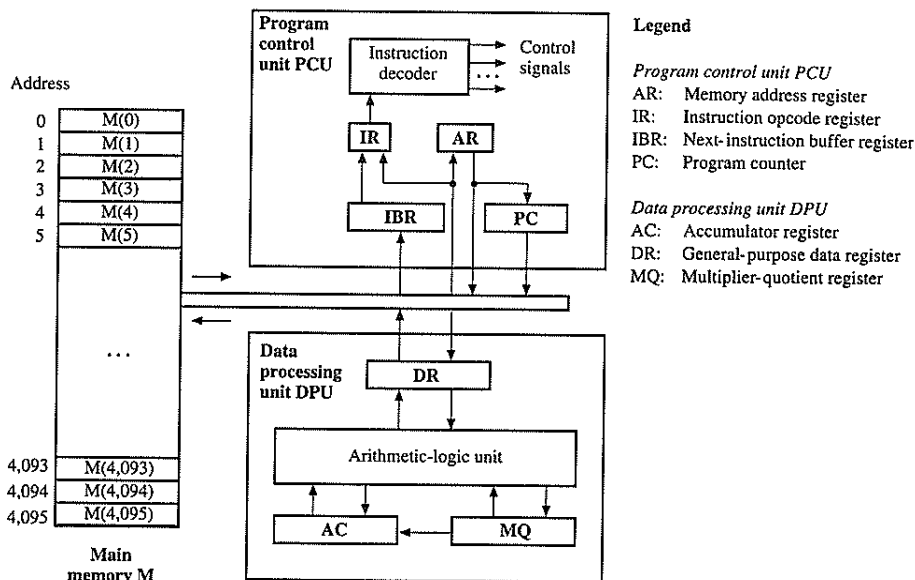 Program
control
unit PCU
Instruction
decoder
Control
signals
IR
AR
IBR
PC
Legend
Program control unit PCU
AR: Memory address register
IR: Instruction opcode register
IBR: Next-instruction buffer register
PC: Program counter
Data processing unit DPU
AC: Accumulator register
DR: General-purpose data register
MQ: Multiplier-quotient register
Address
0 M(0)
1 M(1)
2 M(2)
3 M(3)
4 M(4)
5 M(5)
...
4,093 M(4,093)
4,094 M(4,094)
4,095 M(4,095)
Main
memory M
Data
processing
unit DPU
DR
Arithmetic-logic unit
AC
MQ